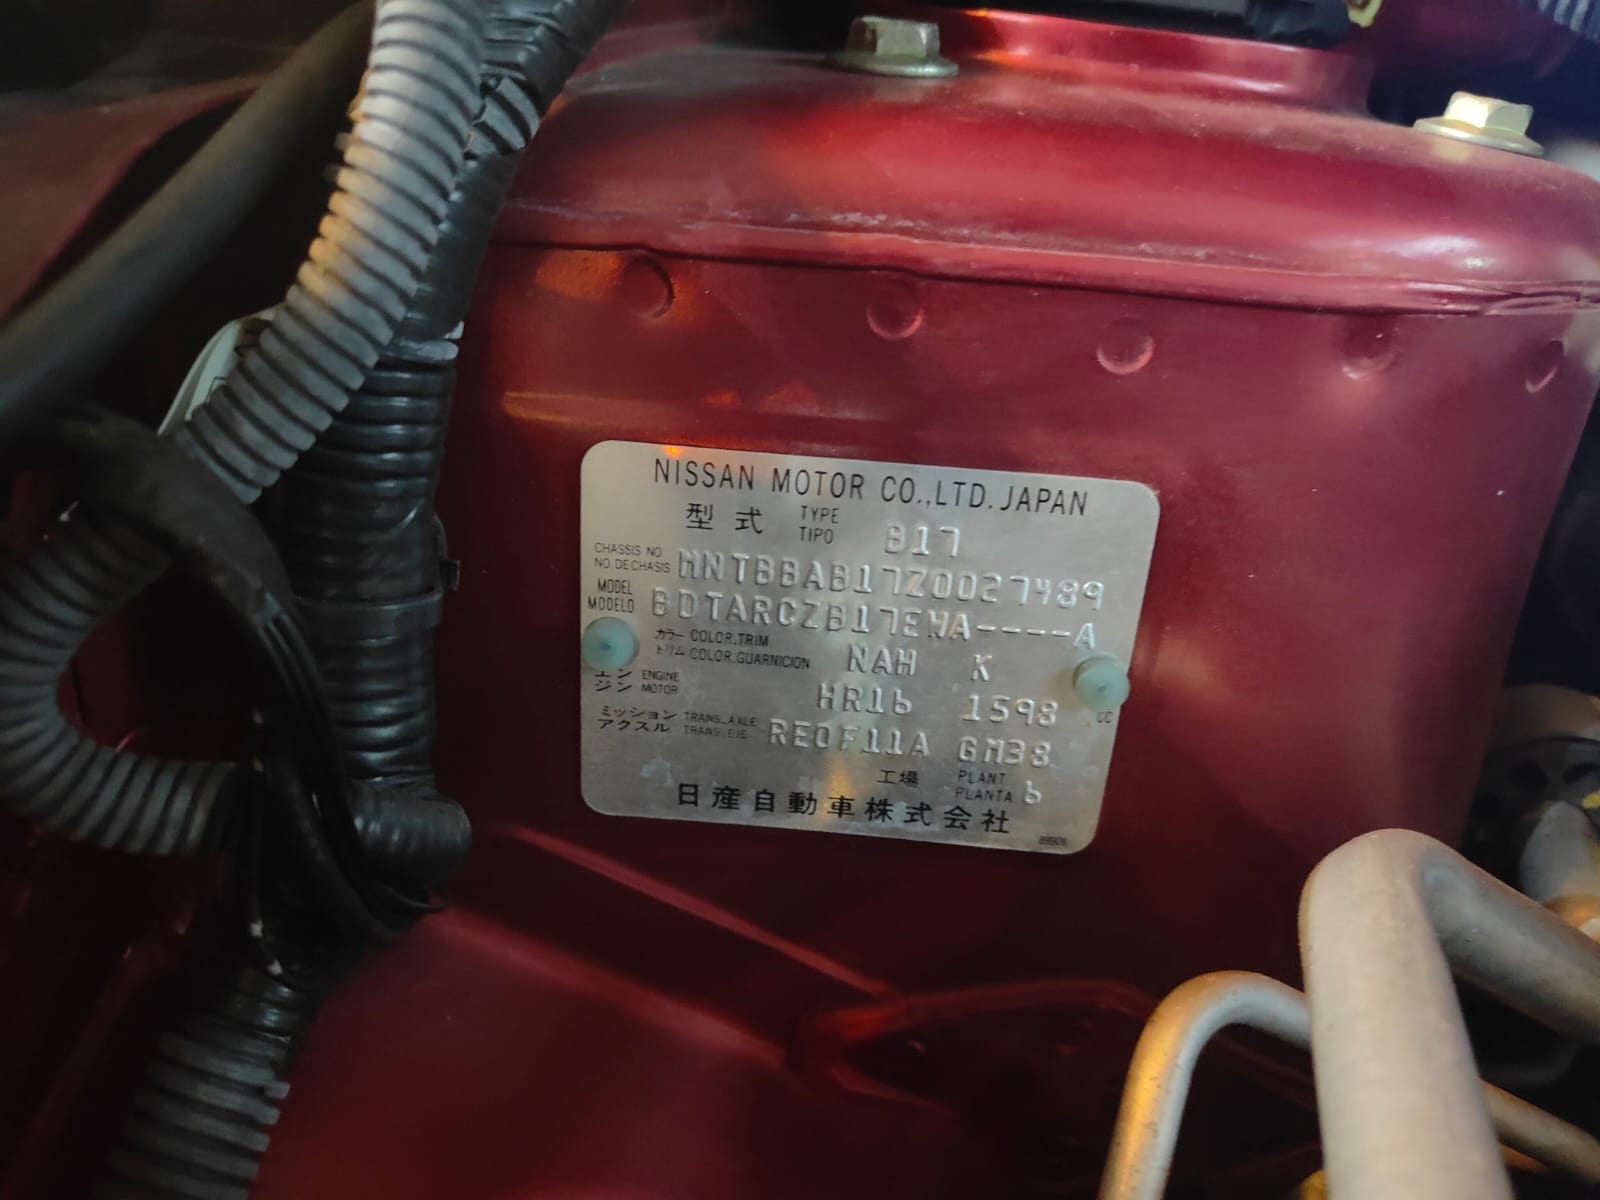 NISSAN MOTOR CO.,LTD. JAPAN
型式 TYPE TIPO B17
CHASSIS NO NO. DE CHASIS MNTBBAB17Z0027489
MODEL MODELO BDTARCZB17EWA----A
カラー COLOR,TRIM トリム COLOR,GUARNICION NAH K
エンジン ENGINE MOTOR HR16 1598 CC
ミッション TRANS.,AXLE アクスル TRANS.,EJE RE0F11A GM38
工場 PLANT PLANTA 6
日産自動車株式会社